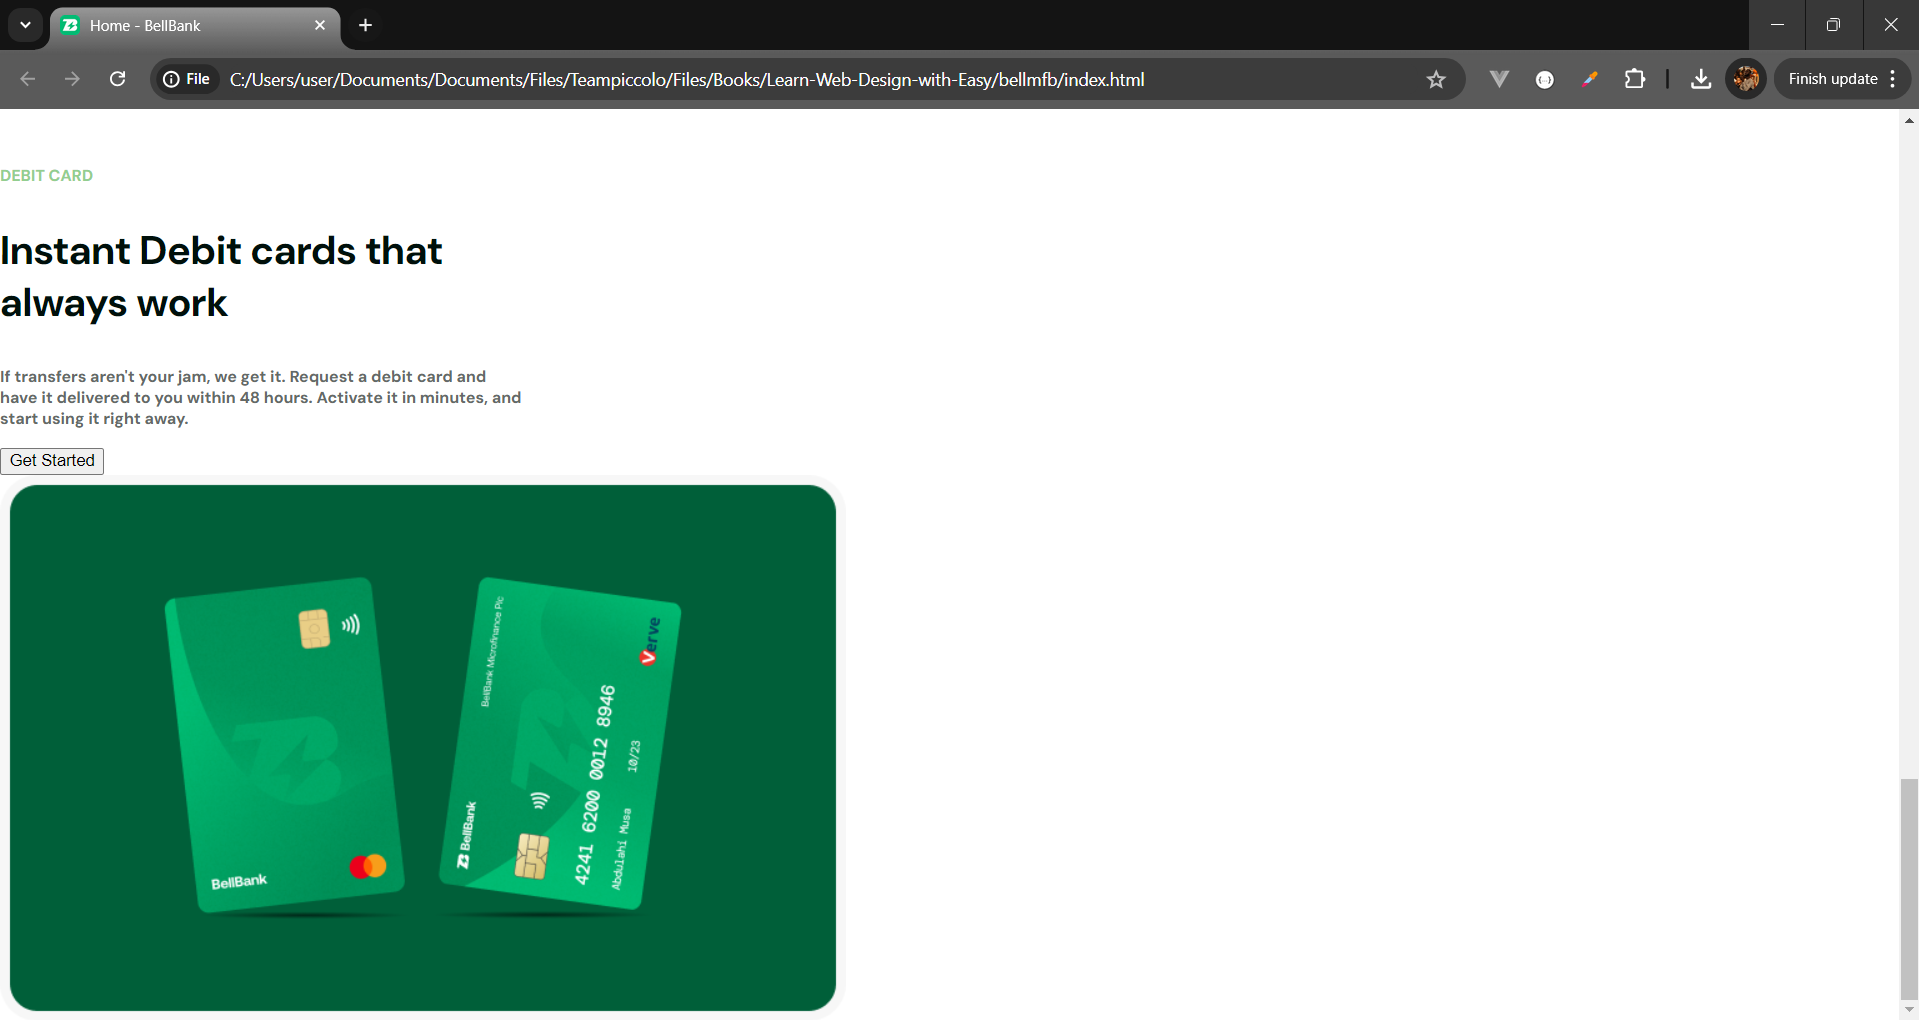 Home - BellBank
File
C:/Users/user/Documents/Documents/Files/Teampiccolo/Files/Books/Learn-Web-Design-with-Easy/bellmfb/index.html
Finish update
DEBIT CARD
Instant Debit cards that
always work
If transfers aren't your jam, we get it. Request a debit card and
have it delivered to you within 48 hours. Activate it in minutes, and
start using it right away.
Get Started
BellBank
BellBank Microfinance Plc
Verve
BellBank
4241 6200 0012 8946
10/23
Abdulahi Musa